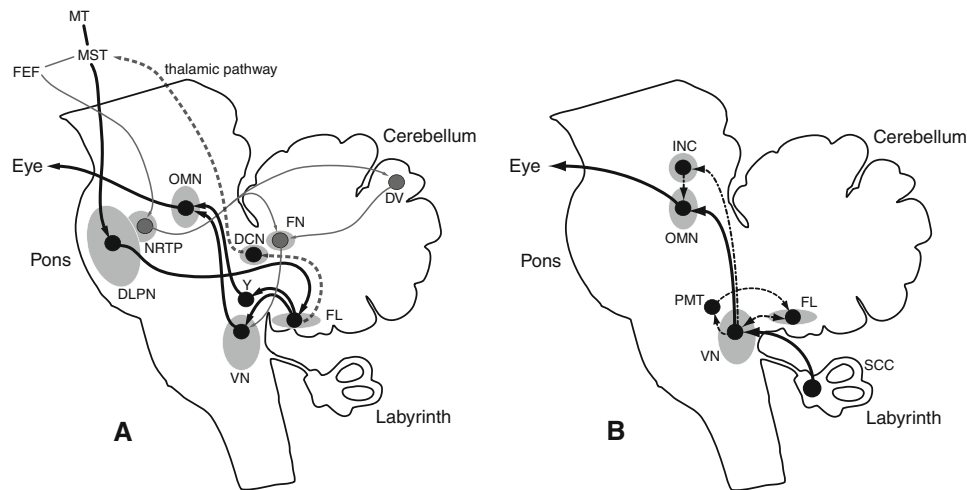 MT
MST
FEF
thalamic pathway
Cerebellum
Eye
OMN
DV
FN
NRTP
DCN
Pons
DLPN
Y
FL
VN
Labyrinth
A
Cerebellum
INC
Eye
OMN
Pons
PMT
FL
VN
SCC
Labyrinth
B